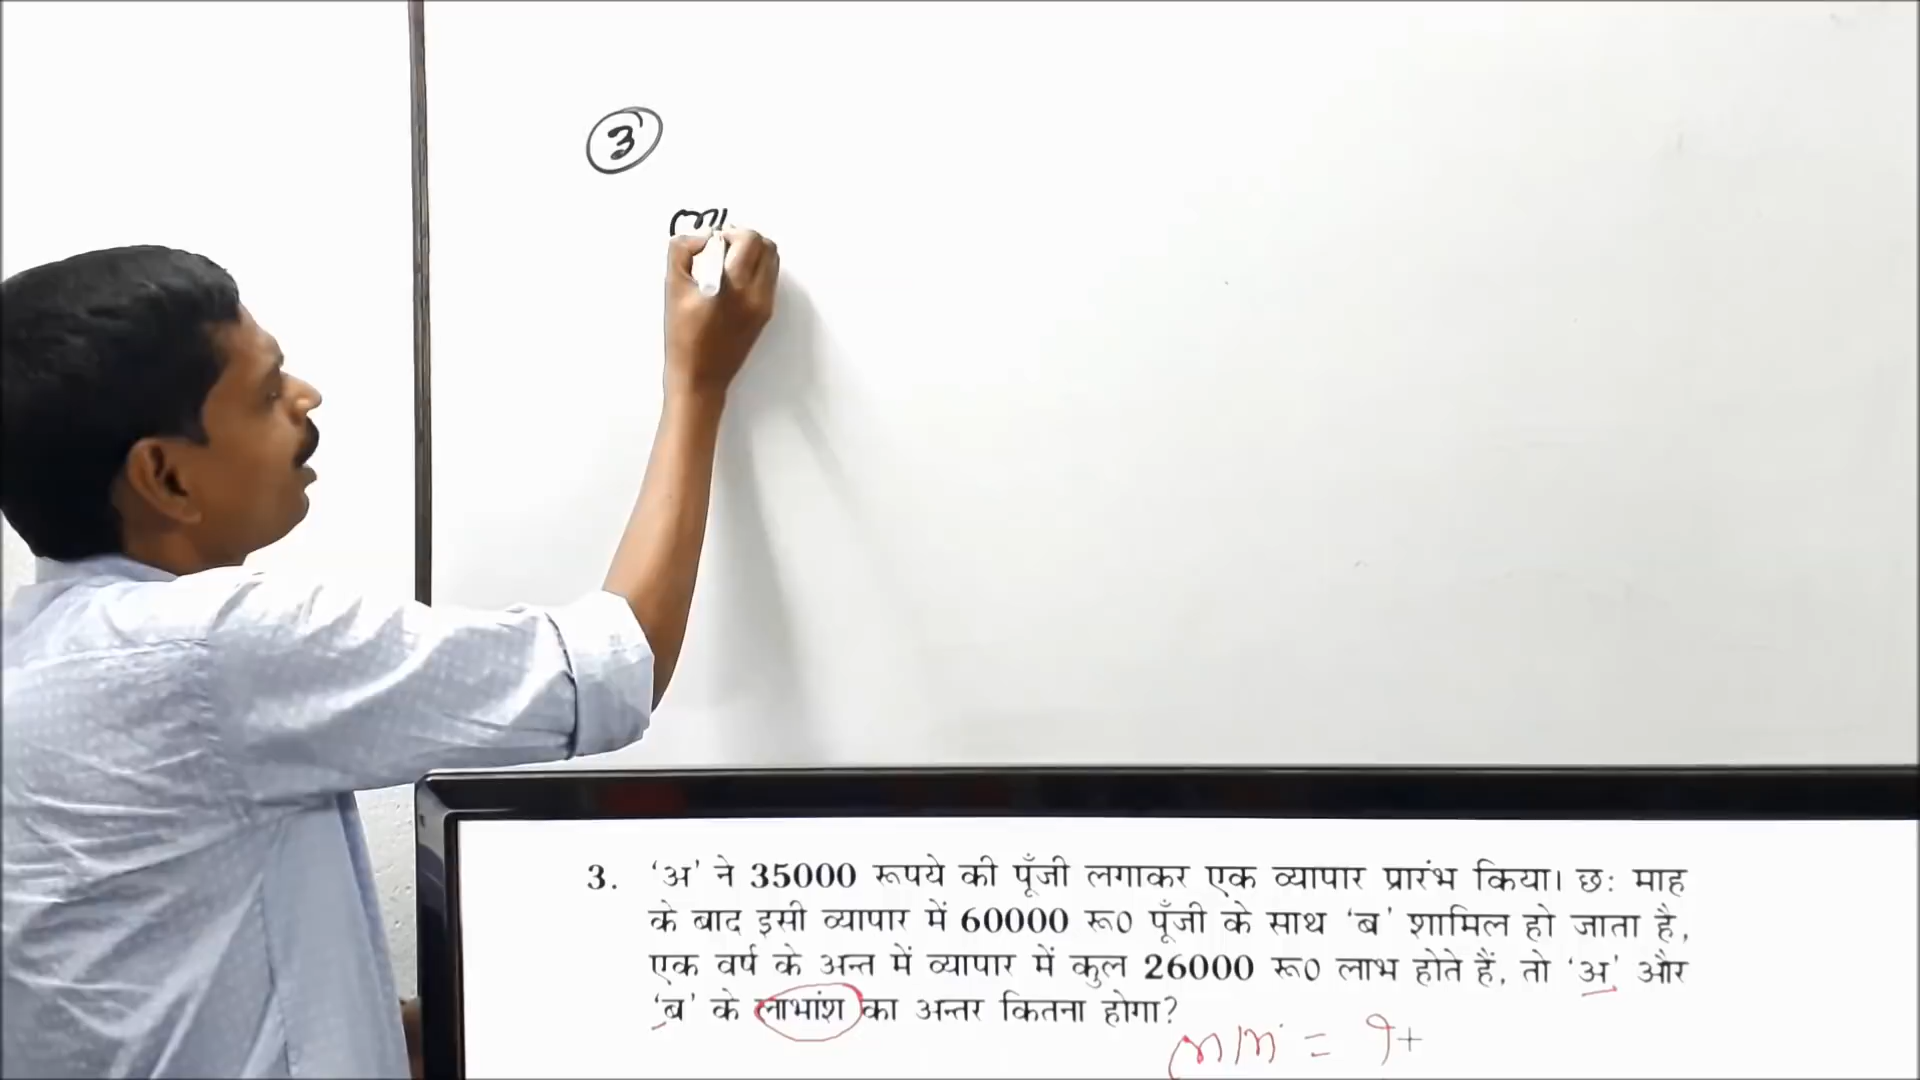 3
3. ‘अ’ ने 35000 रूपये की पूँजी लगाकर एक व्यापार प्रारंभ किया। छः माह
के बाद इसी व्यापार में 60000 रू0 पूँजी के साथ ‘ब’ शामिल हो जाता है,
एक वर्ष के अन्त में व्यापार में कुल 26000 रू0 लाभ होते हैं, तो ‘अ’ और
‘ब’ के लाभांश का अन्तर कितना होगा?